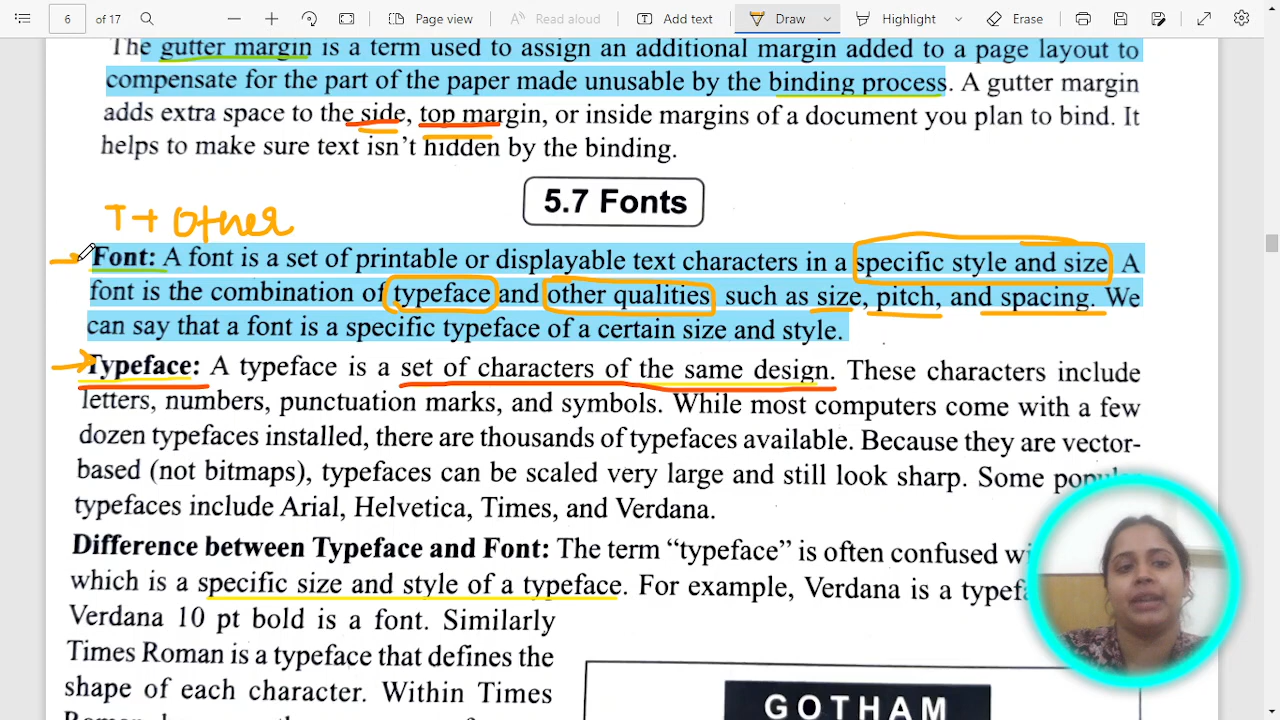 6 of 17 Page view Read aloud Add text Draw Highlight Erase
The gutter margin is a term used to assign an additional margin added to a page layout to
compensate for the part of the paper made unusable by the binding process. A gutter margin
adds extra space to the side, top margin, or inside margins of a document you plan to bind. It
helps to make sure text isn't hidden by the binding.
5.7 Fonts
T+ Other
Font: A font is a set of printable or displayable text characters in a specific style and size. A
font is the combination of typeface and other qualities such as size, pitch, and spacing. We
can say that a font is a specific typeface of a certain size and style.
Typeface: A typeface is a set of characters of the same design. These characters include
letters, numbers, punctuation marks, and symbols. While most computers come with a few
dozen typefaces installed, there are thousands of typefaces available. Because they are vector-
based (not bitmaps), typefaces can be scaled very large and still look sharp. Some popular
typefaces include Arial, Helvetica, Times, and Verdana.
Difference between Typeface and Font: The term "typeface" is often confused
which is a specific size and style of a typeface. For example, Verdana is a
Verdana 10 pt bold is a font. Similarly
Times Roman is a typeface that defines the
shape of each character. Within Times
GOTHAM